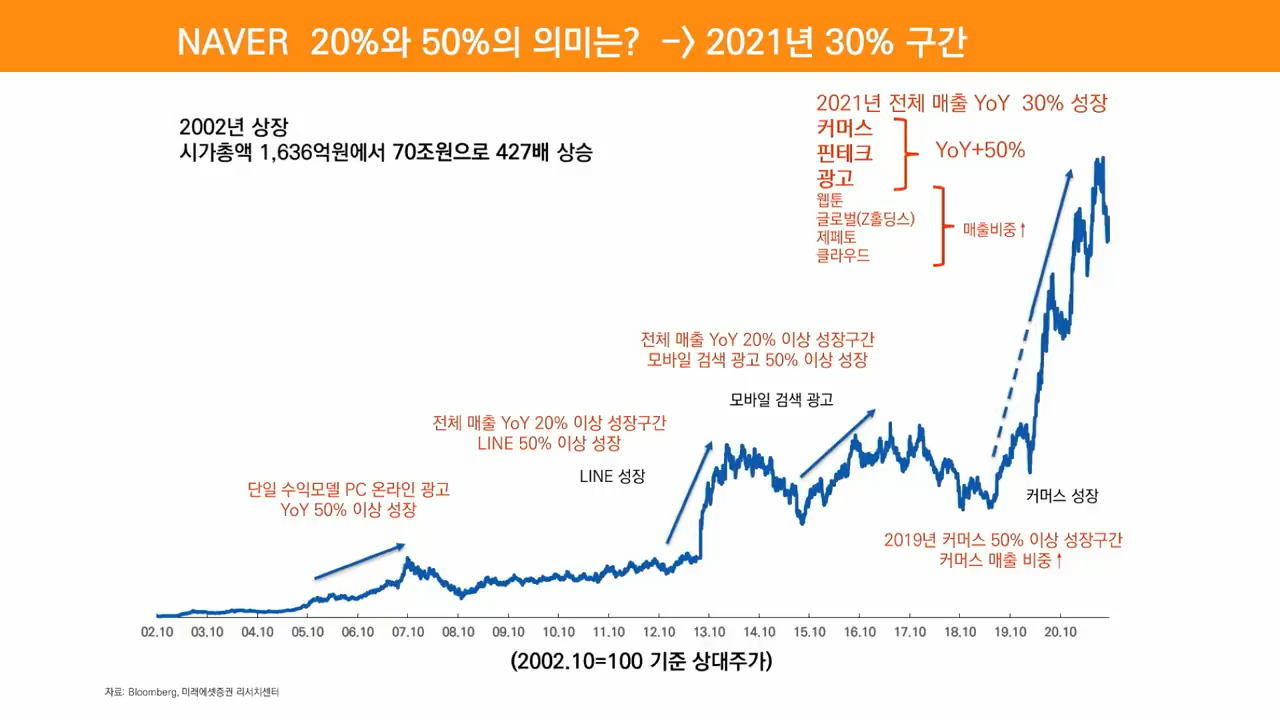 NAVER 20%와 50%의 의미는? -> 2021년 30% 구간
2002년 상장
시가총액 1,636억원에서 70조원으로 427배 상승
2021년 전체 매출 YoY 30% 성장
커머스
핀테크
광고
YoY+50%
웹툰
글로벌(Z홀딩스)
제페토
클라우드
매출비중↑
전체 매출 YoY 20% 이상 성장구간
모바일 검색 광고 50% 이상 성장
모바일 검색 광고
전체 매출 YoY 20% 이상 성장구간
LINE 50% 이상 성장
LINE 성장
단일 수익모델 PC 온라인 광고
YoY 50% 이상 성장
커머스 성장
2019년 커머스 50% 이상 성장구간
커머스 매출 비중↑
02.10 03.10 04.10 05.10 06.10 07.10 08.10 09.10 10.10 11.10 12.10 13.10 14.10 15.10 16.10 17.10 18.10 19.10 20.10
(2002.10=100 기준 상대주가)
자료: Bloomberg, 미래에셋증권 리서치센터